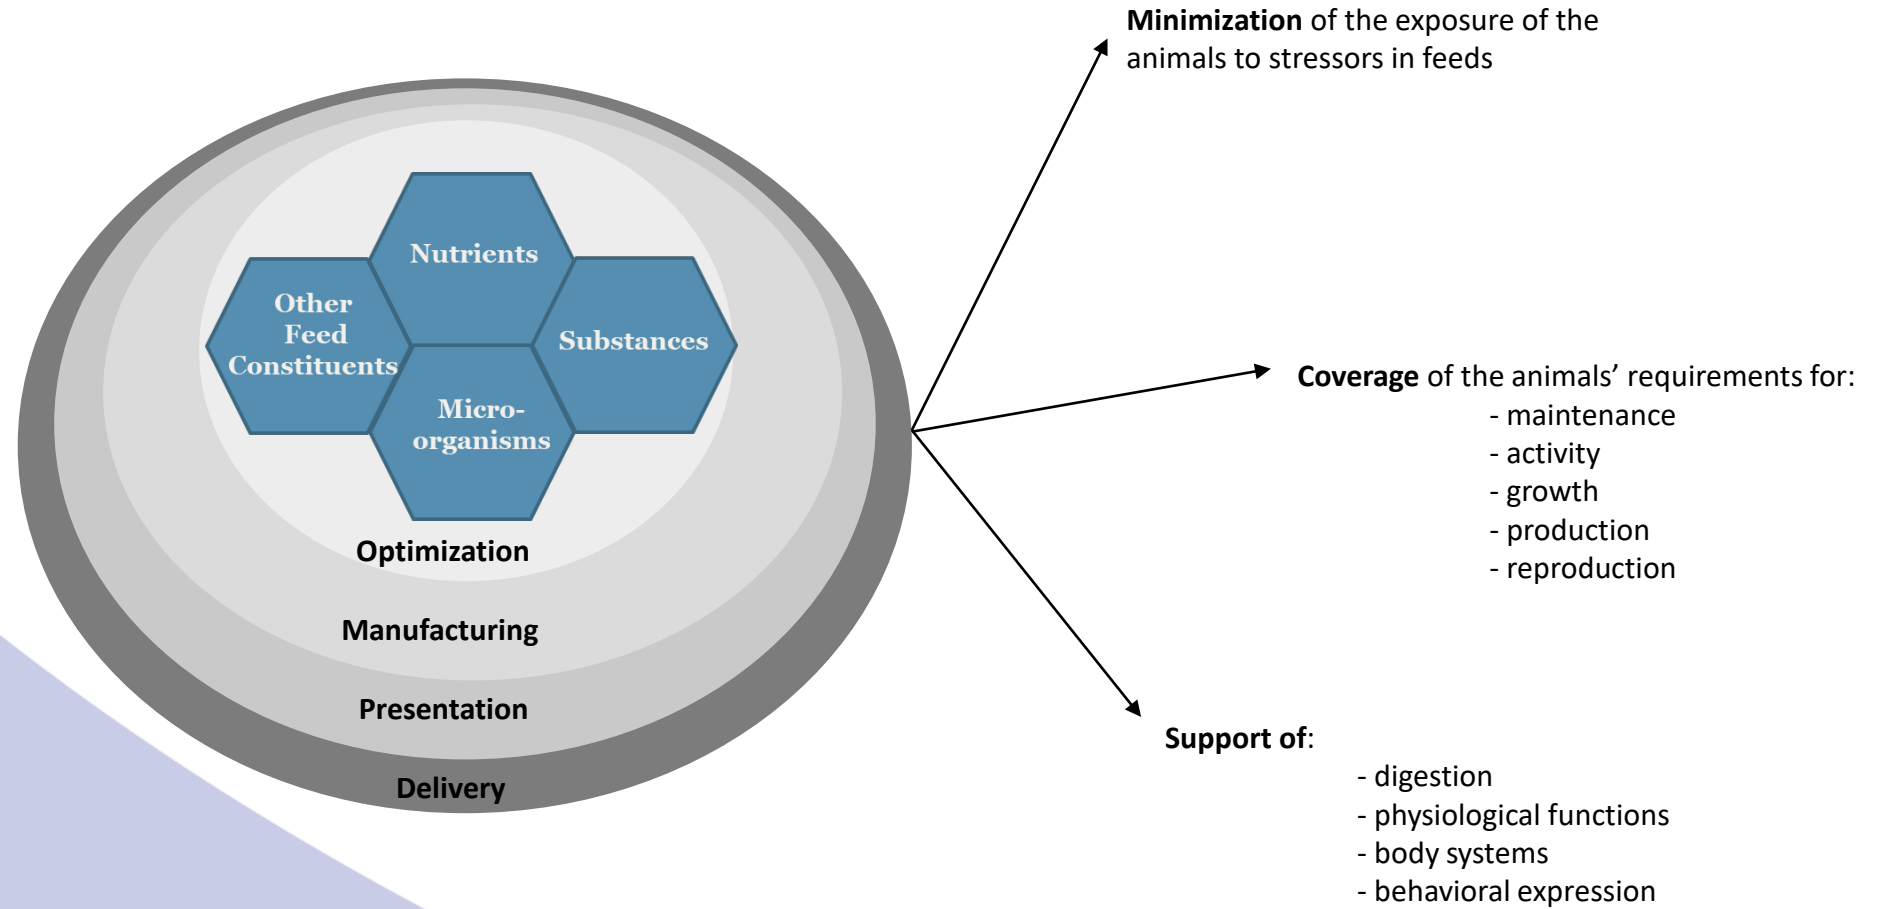 Minimization of the exposure of the
animals to stressors in feeds
Nutrients
Other
Feed
Constituents
Substances
Micro-
organisms
Optimization
Manufacturing
Presentation
Delivery
Coverage of the animals’ requirements for:
- maintenance
- activity
- growth
- production
- reproduction
Support of:
- digestion
- physiological functions
- body systems
- behavioral expression